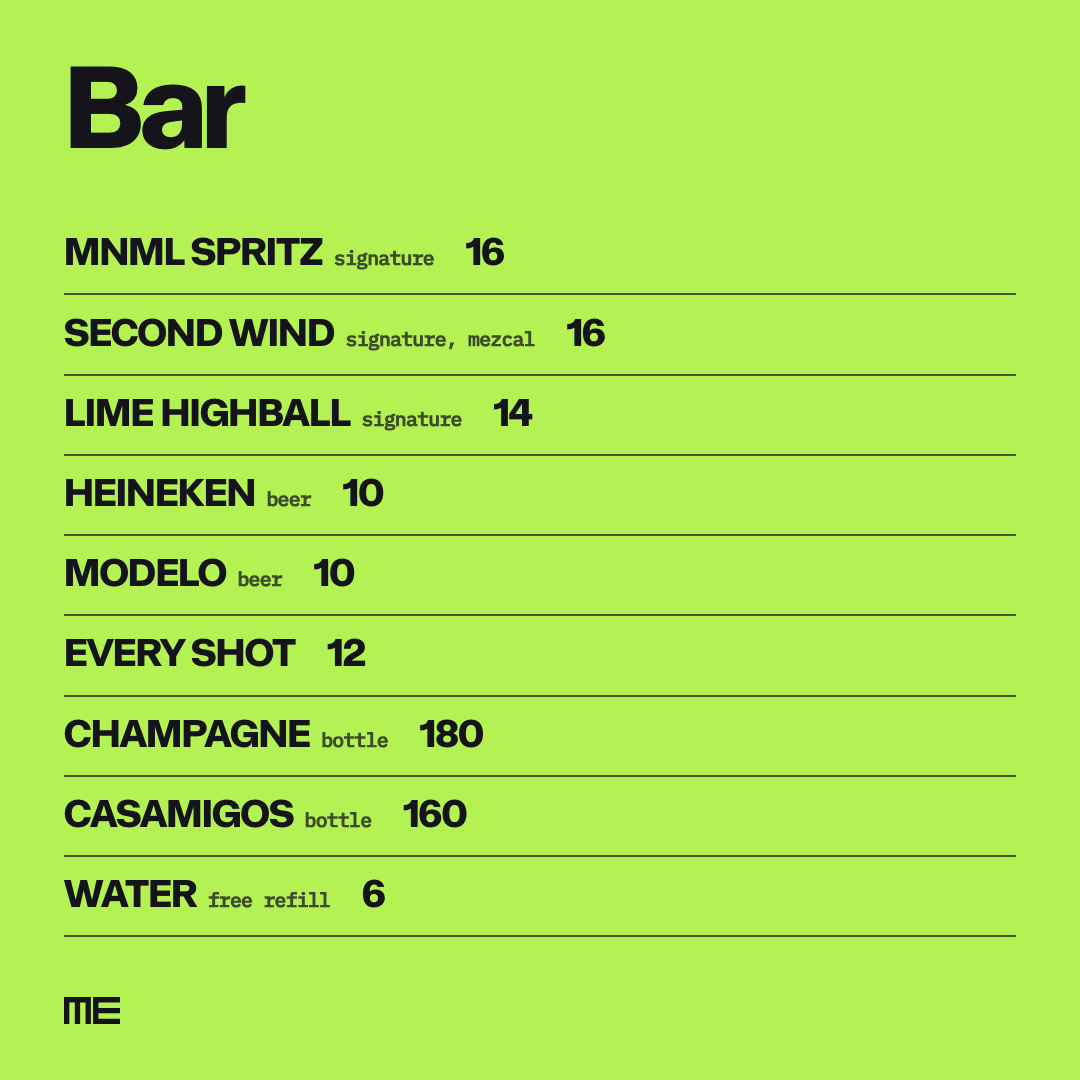 Bar
MNML SPRITZ signature 16
SECOND WIND signature, mezcal 16
LIME HIGHBALL signature 14
HEINEKEN beer 10
MODELO beer 10
EVERY SHOT 12
CHAMPAGNE bottle 180
CASAMIGOS bottle 160
WATER free refill 6
ME